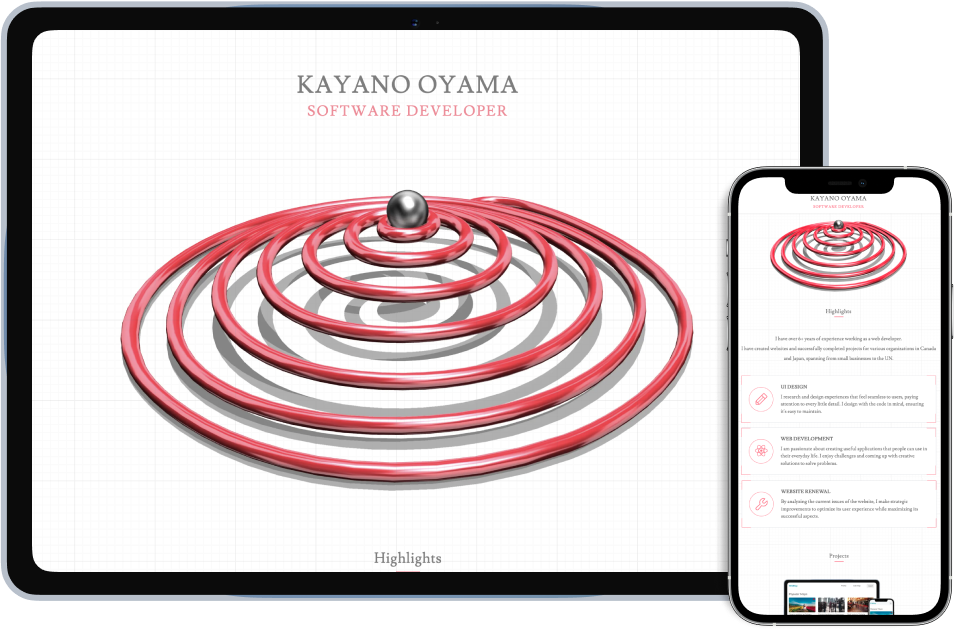 KAYANO OYAMA
SOFTWARE DEVELOPER
Highlights
KAYANO OYAMA
SOFTWARE DEVELOPER
Highlights
I have over 6+ years of experience working as a web developer.
I have created websites and successfully completed projects for various organizations in Canada
and Japan, spanning from small businesses to the UN.
UI DESIGN
I research and design experiences that feel seamless to users, paying
attention to every little detail. I design with the code in mind, ensuring
it's easy to maintain.
WEB DEVELOPMENT
I am passionate about creating useful applications that people can use in
their everyday life. I enjoy challenges and coming up with creative
solutions to solve problems.
WEBSITE RENEWAL
By analysing the current issues of the website, I make strategic
improvements to optimize its user experience while maximizing its
successful aspects.
Projects